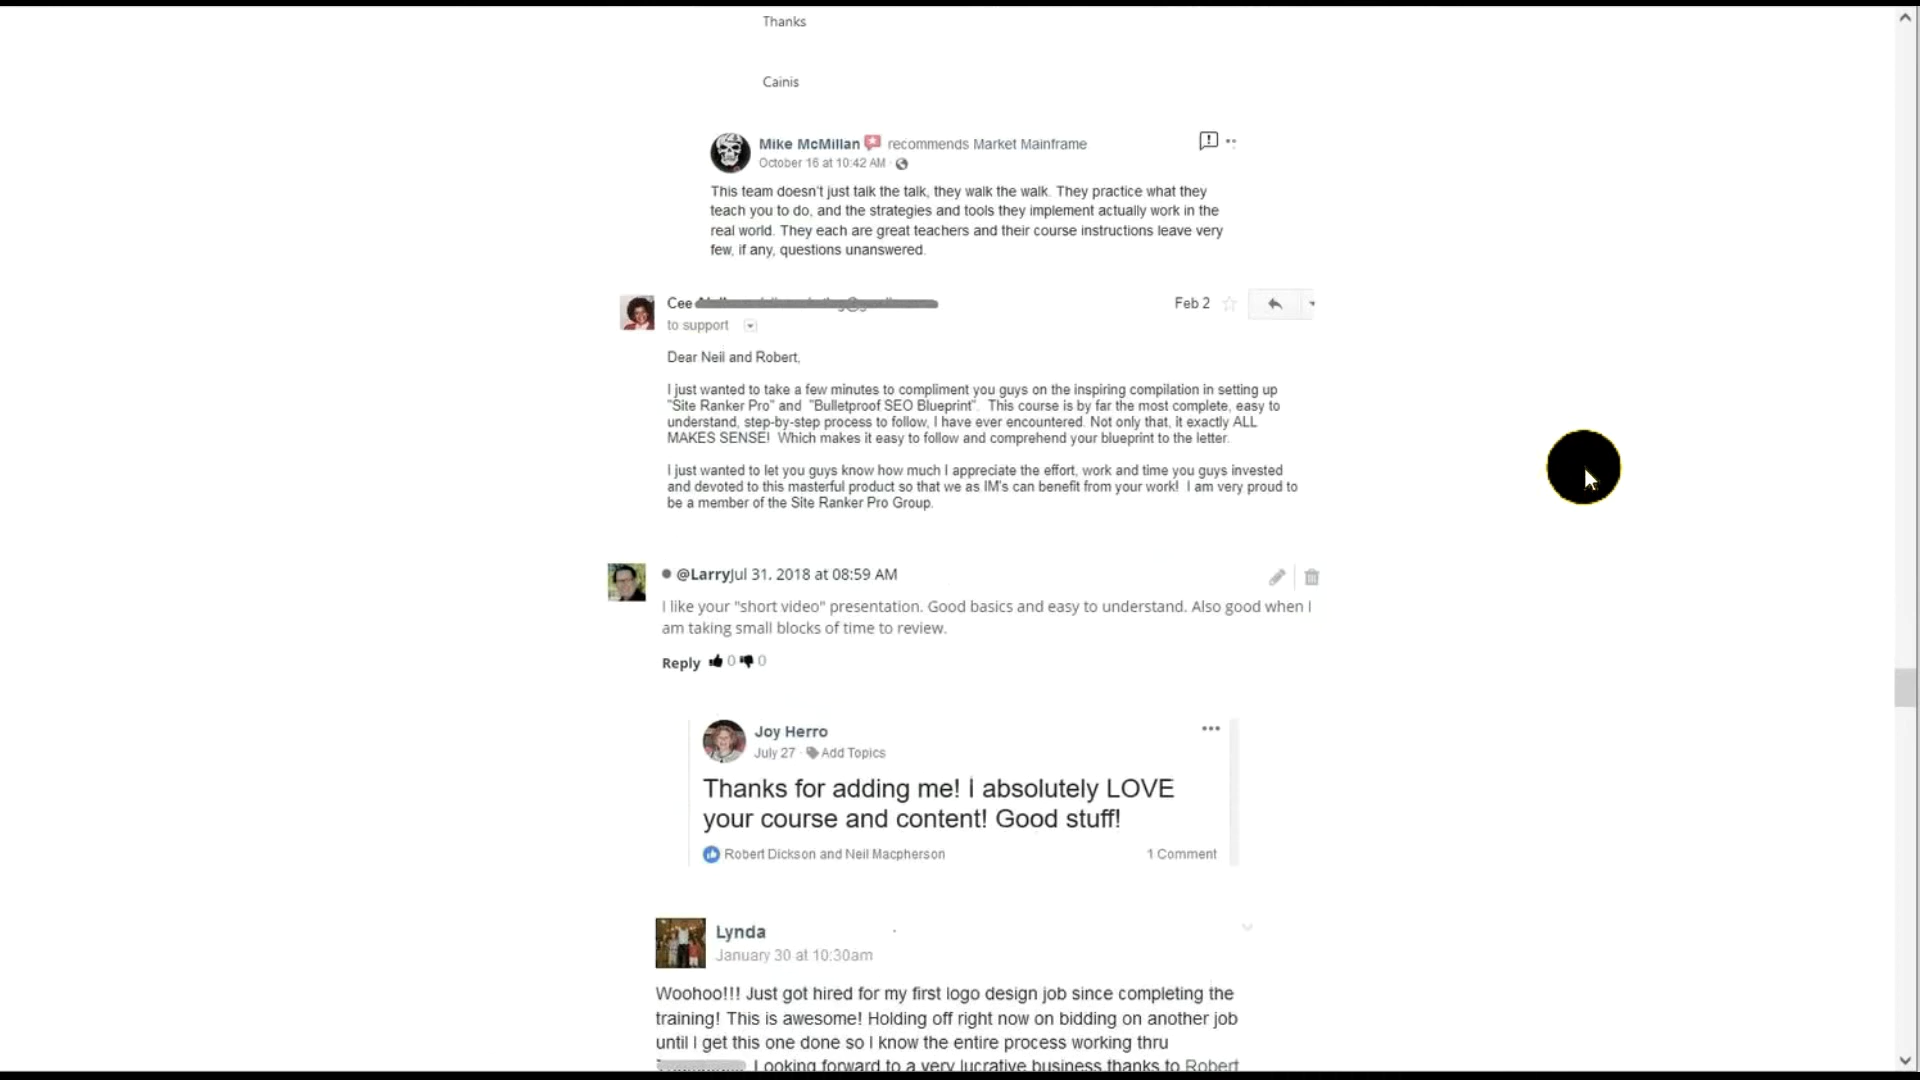 Thanks
Cainis
Mike McMillan recommends Market Mainframe
October 16 at 10:42 AM ·
This team doesn't just talk the talk, they walk the walk. They practice what they
teach you to do, and the strategies and tools they implement actually work in the
real world. They each are great teachers and their course instructions leave very
few, if any, questions unanswered.
Cee
Feb 2
to support
Dear Neil and Robert,
I just wanted to take a few minutes to compliment you guys on the inspiring compilation in setting up
"Site Ranker Pro" and "Bulletproof SEO Blueprint". This course is by far the most complete, easy to
understand, step-by-step process to follow, I have ever encountered. Not only that, it exactly ALL
MAKES SENSE! Which makes it easy to follow and comprehend your blueprint to the letter.
I just wanted to let you guys know how much I appreciate the effort, work and time you guys invested
and devoted to this masterful product so that we as IM's can benefit from your work! I am very proud to
be a member of the Site Ranker Pro Group.
@LarryJul 31, 2018 at 08:59 AM
I like your "short video" presentation. Good basics and easy to understand. Also good when I
am taking small blocks of time to review.
Reply 0 0
Joy Herro
July 27 · Add Topics
Thanks for adding me! I absolutely LOVE
your course and content! Good stuff!
Robert Dickson and Neil Macpherson
1 Comment
Lynda
January 30 at 10:30am
Woohoo!!! Just got hired for my first logo design job since completing the
training! This is awesome! Holding off right now on bidding on another job
until I get this one done so I know the entire process working thru
Looking forward to a very lucrative business thanks to Robert